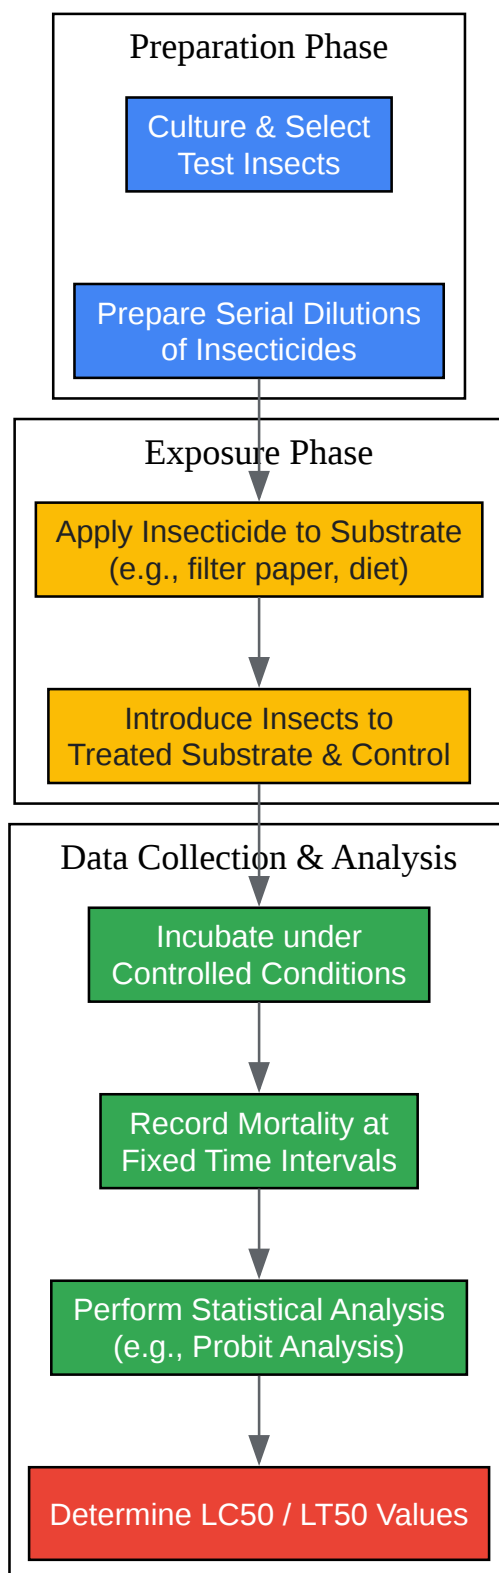 Preparation Phase
Culture & Select
Test Insects
Prepare Serial Dilutions
of Insecticides
Exposure Phase
Apply Insecticide to Substrate
(e.g., filter paper, diet)
Introduce Insects to
Treated Substrate & Control
Data Collection & Analysis
Incubate under
Controlled Conditions
Record Mortality at
Fixed Time Intervals
Perform Statistical Analysis
(e.g., Probit Analysis)
Determine LC50 / LT50 Values